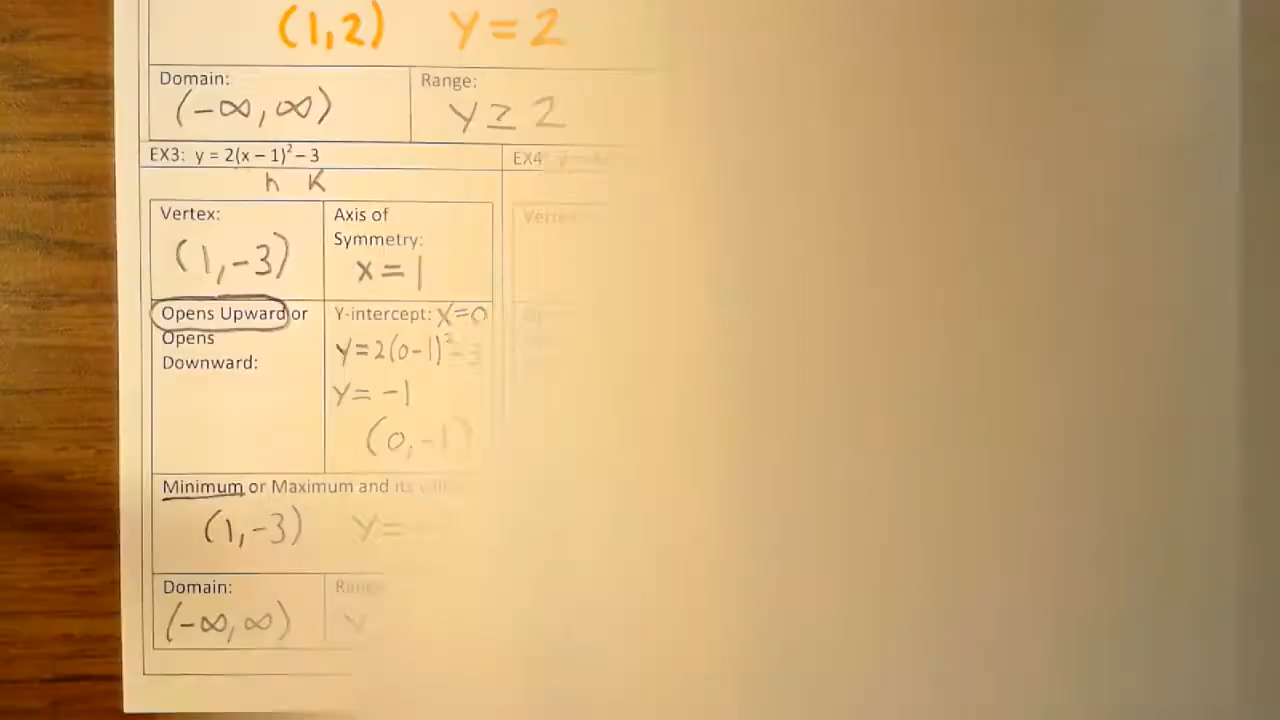 (1,2) y = 2
Domain:
(-∞, ∞)
Range:
y ≥ 2
EX3: y = 2(x – 1)² – 3
h K
EX4:
Vertex:
(1,-3)
Axis of
Symmetry:
x = 1
Opens Upward or
Opens
Downward:
Y-intercept: x=0
y=2(0-1)²
y= -1
(0,-1)
Minimum or Maximum and its
(1,-3) y=
Domain:
(-∞, ∞)
Range
y